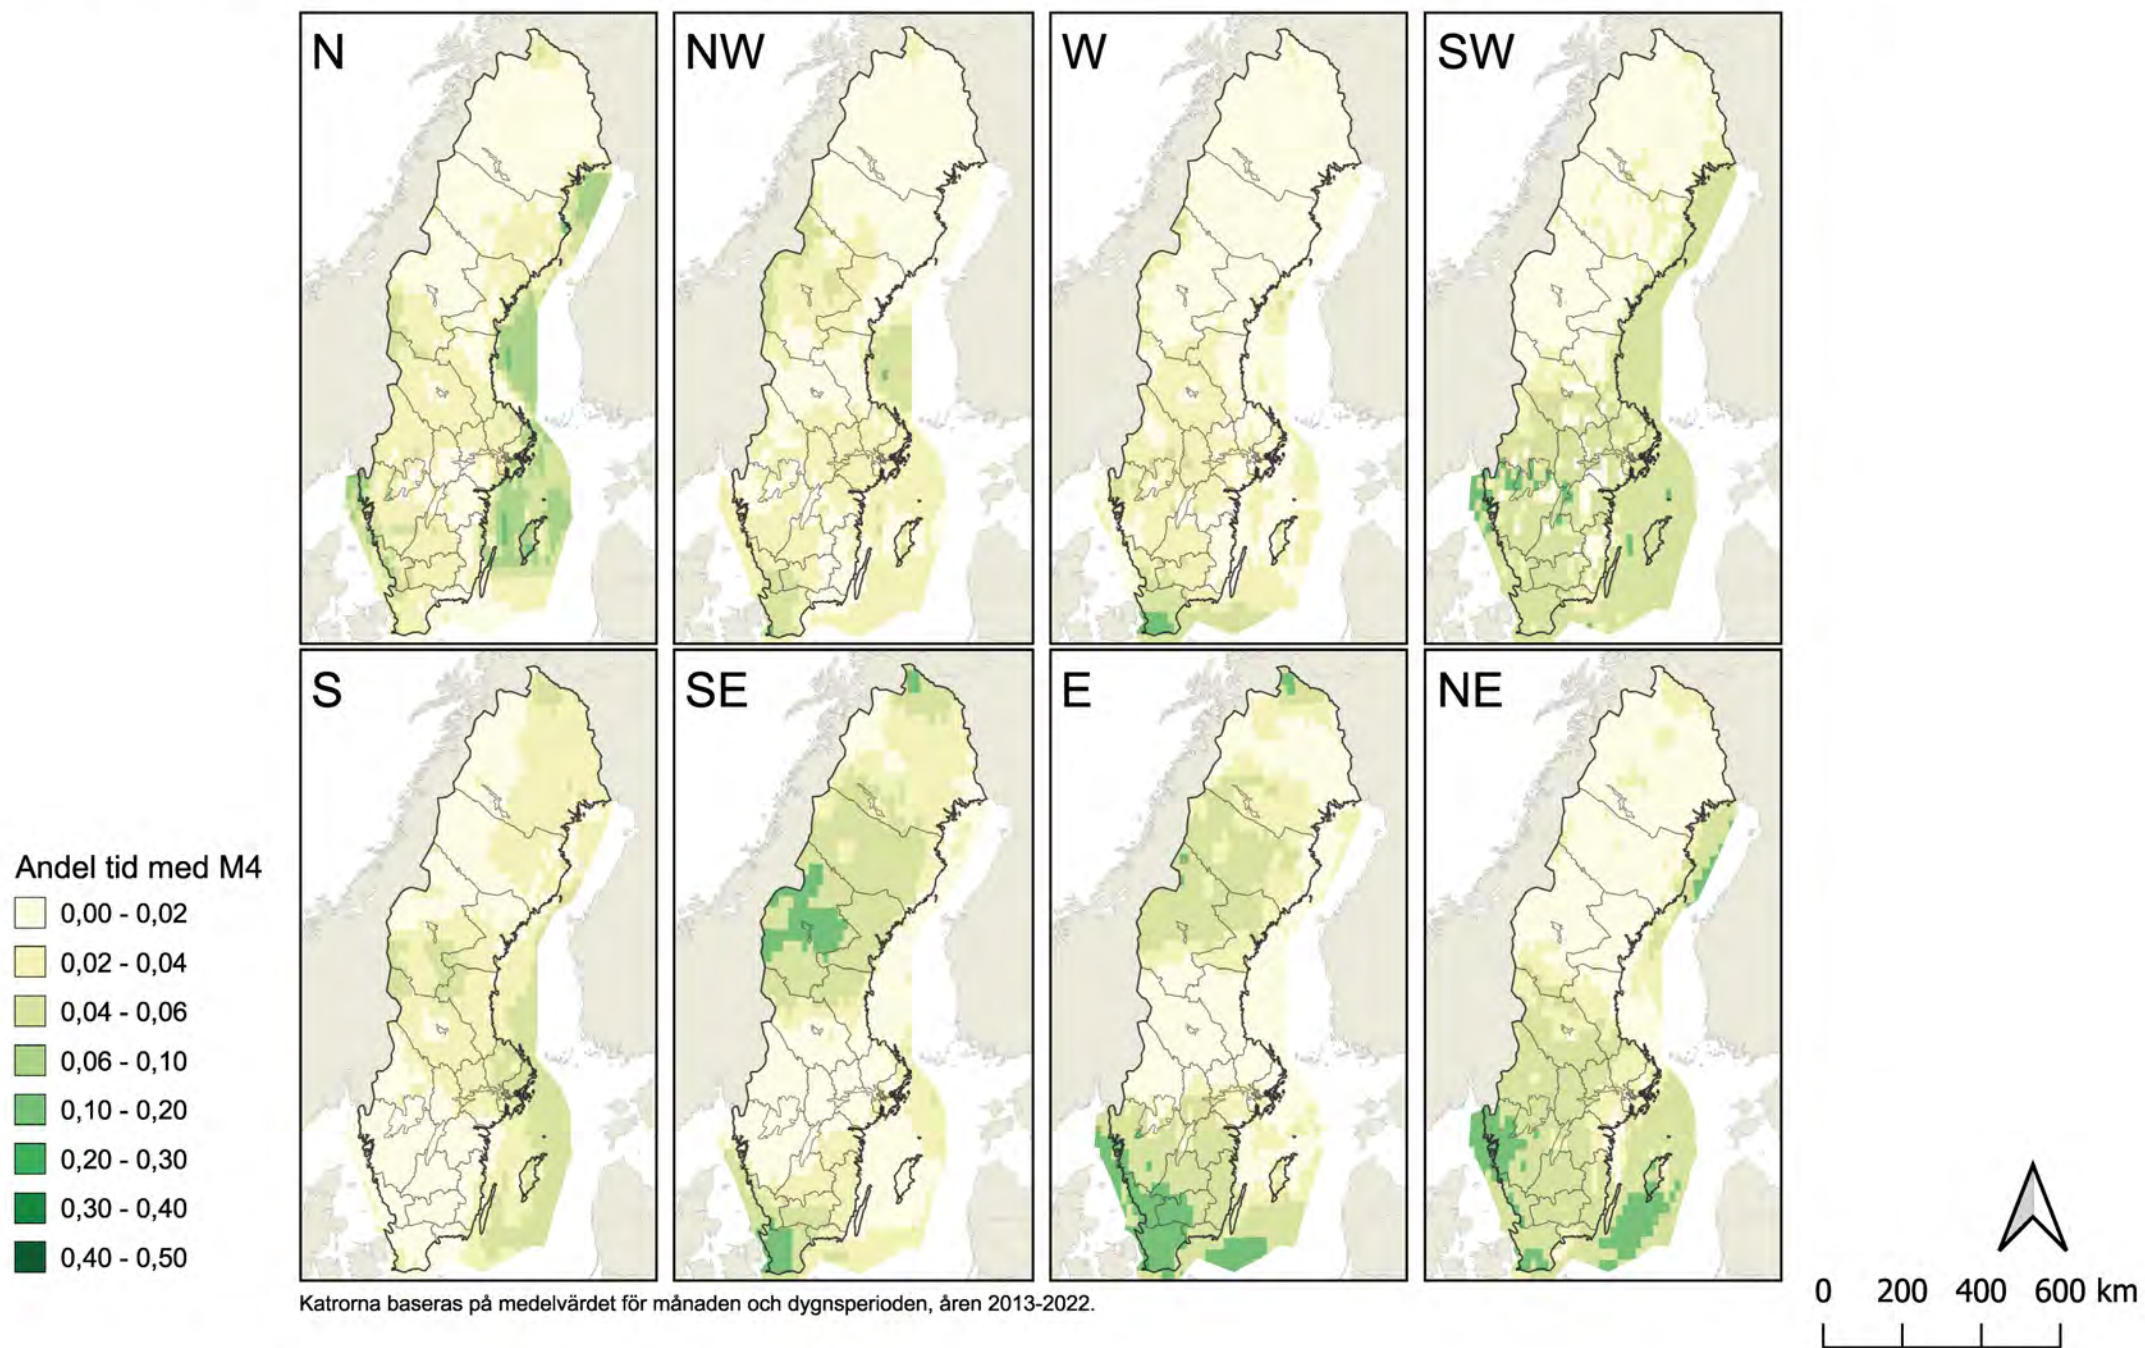 N
NW
W
SW
S
SE
E
NE
Andel tid med M4
0,00 - 0,02
0,02 - 0,04
0,04 - 0,06
0,06 - 0,10
0,10 - 0,20
0,20 - 0,30
0,30 - 0,40
0,40 - 0,50
Katrorna baseras på medelvärdet för månaden och dygnsperioden, åren 2013-2022.
0 200 400 600 km